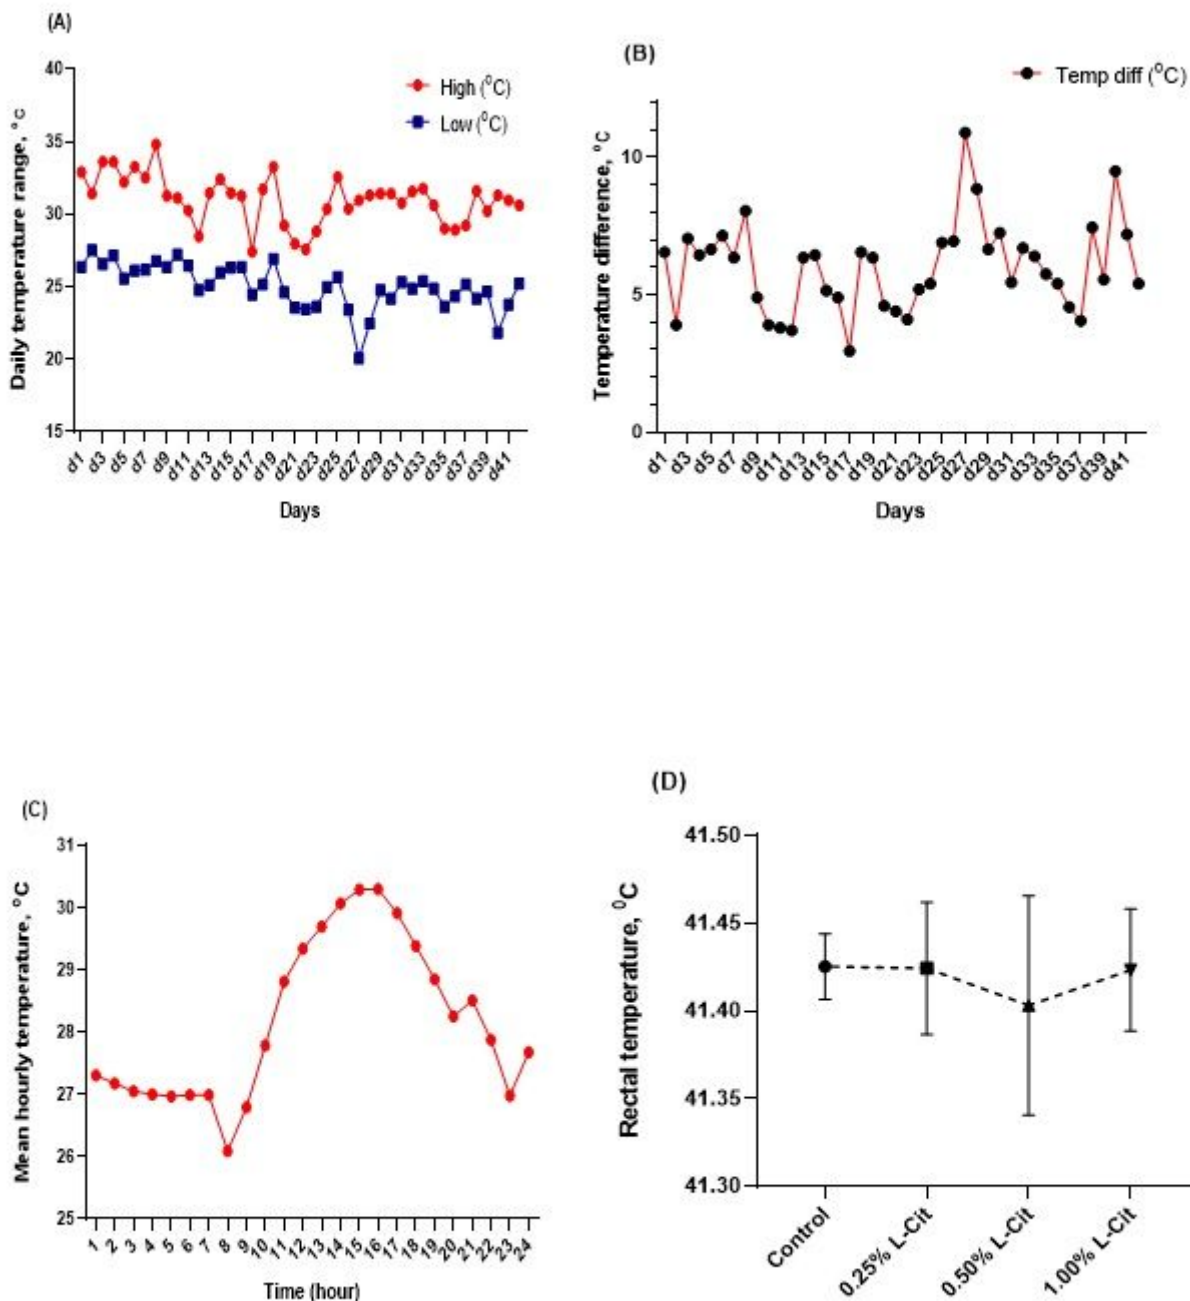 (A)
40
35
30
25
20
15
Daily temperature range, °C
High (⁰C)
Low (⁰C)
d1
d3
d5
d7
d9
d11
d13
d15
d17
d19
d21
d23
d25
d27
d29
d31
d33
d35
d37
d39
d41
Days
(B)
Temp diff (⁰C)
10
5
0
Temperature difference, °C
d1
d3
d5
d7
d9
d11
d13
d15
d17
d19
d21
d23
d25
d27
d29
d31
d33
d35
d37
d39
d41
Days
(C)
31
30
29
28
27
26
25
Mean hourly temperature, °C
1
2
3
4
5
6
7
8
9
10
11
12
13
14
15
16
17
18
19
20
21
22
23
24
Time (hour)
(D)
41.50
41.45
41.40
41.35
41.30
Rectal temperature, ⁰C
Control
0.25% L-Cit
0.50% L-Cit
1.00% L-Cit